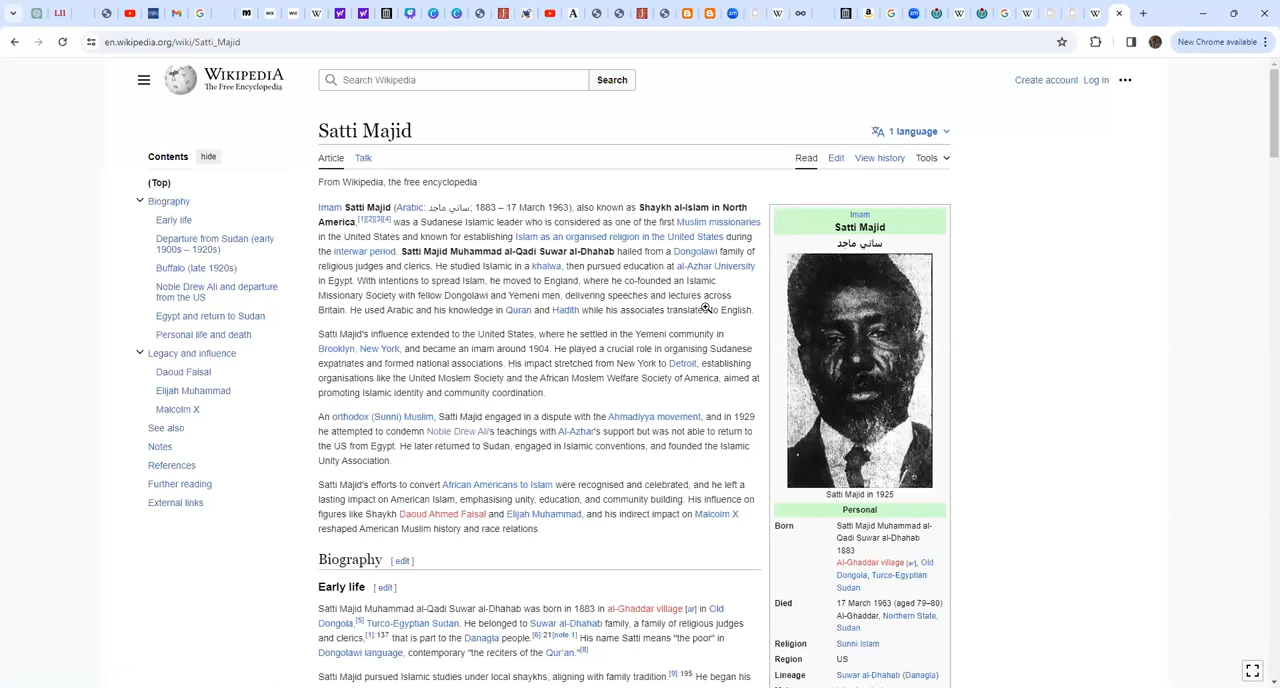 en.wikipedia.org/wiki/Satti_Majid
New Chrome available
WIKIPEDIA
The Free Encyclopedia
Search Wikipedia
Search
Create account Log in
Contents hide
(Top)
Biography
Early life
Departure from Sudan (early
1900s – 1920s)
Buffalo (late 1920s)
Noble Drew Ali and departure
from the US
Egypt and return to Sudan
Personal life and death
Legacy and influence
Daoud Faisal
Elijah Muhammad
Malcolm X
See also
Notes
References
Further reading
External links
Satti Majid
1 language
Article Talk
Read Edit View history Tools
From Wikipedia, the free encyclopedia
Imam Satti Majid (Arabic: ساتي ماجد; 1883 – 17 March 1963), also known as Shaykh al-Islam in North
America,[1][2][3][4] was a Sudanese Islamic leader who is considered as one of the first Muslim missionaries
in the United States and known for establishing Islam as an organised religion in the United States during
the interwar period. Satti Majid Muhammad al-Qadi Suwar al-Dhahab hailed from a Dongolawi family of
religious judges and clerics. He studied Islamic in a khalwa, then pursued education at al-Azhar University
in Egypt. With intentions to spread Islam, he moved to England, where he co-founded an Islamic
Missionary Society with fellow Dongolawi and Yemeni men, delivering speeches and lectures across
Britain. He used Arabic and his knowledge in Quran and Hadith while his associates translated to English.
Satti Majid's influence extended to the United States, where he settled in the Yemeni community in
Brooklyn, New York, and became an imam around 1904. He played a crucial role in organising Sudanese
expatriates and formed national associations. His impact stretched from New York to Detroit, establishing
organisations like the United Moslem Society and the African Moslem Welfare Society of America, aimed at
promoting Islamic identity and community coordination.
An orthodox (Sunni) Muslim, Satti Majid engaged in a dispute with the Ahmadiyya movement, and in 1929
he attempted to condemn Noble Drew Ali's teachings with Al-Azhar's support but was not able to return to
the US from Egypt. He later returned to Sudan, engaged in Islamic conventions, and founded the Islamic
Unity Association.
Satti Majid's efforts to convert African Americans to Islam were recognised and celebrated, and he left a
lasting impact on American Islam, emphasising unity, education, and community building. His influence on
figures like Shaykh Daoud Ahmed Faisal and Elijah Muhammad, and his indirect impact on Malcolm X
reshaped American Muslim history and race relations.
Biography [ edit ]
Early life [ edit ]
Satti Majid Muhammad al-Qadi Suwar al-Dhahab was born in 1883 in al-Ghaddar village [ar] in Old
Dongola,[5] Turco-Egyptian Sudan. He belonged to Suwar al-Dhahab family, a family of religious judges
and clerics,[1]: 137 that is part to the Danagla people.[6]: 21[note 1] His name Satti means "the poor" in
Dongolawi language, contemporary "the reciters of the Qur'an."[8]
Satti Majid pursued Islamic studies under local shaykhs, aligning with family tradition.[9]: 195 He began his
Imam
Satti Majid
ساتي ماجد
Satti Majid in 1925
Personal
Born Satti Majid Muhammad al-
Qadi Suwar al-Dhahab
1883
Al-Ghaddar village [ar], Old
Dongola, Turco-Egyptian
Sudan
Died 17 March 1963 (aged 79–80)
Al-Ghaddar, Northern State,
Sudan
Religion Sunni Islam
Region US
Lineage Suwar al-Dhahab (Danagla)